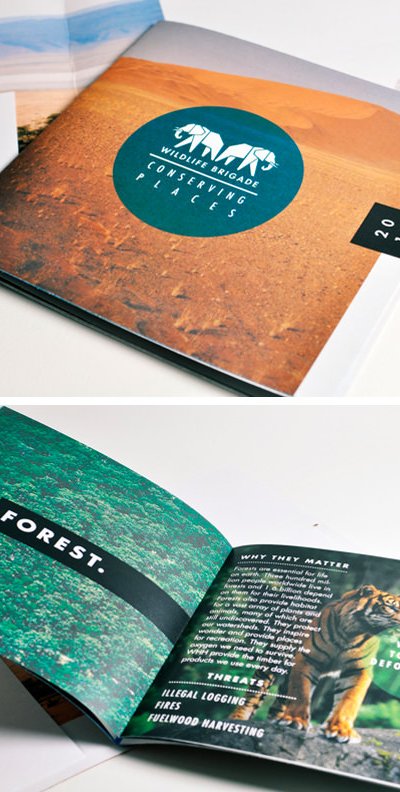 WILDLIFE BRIGADE
CONSERVING
PLACES
20
FOREST.
WHY THEY MATTER
Forests are essential for life
on earth. Three hundred mil-
lion people worldwide live in
forests and 1.6 billion depend
on them for their livelihoods.
Forests also provide habitat
for a vast array of plants and
animals, many of which are
still undiscovered. They protect
our watersheds. They inspire
wonder and provide places
for recreation. They supply the
oxygen we need to survive.
WHH provide the timber for
products we use every day.
THREATS
ILLEGAL LOGGING
FIRES
FUELWOOD HARVESTING
TO
DEFO